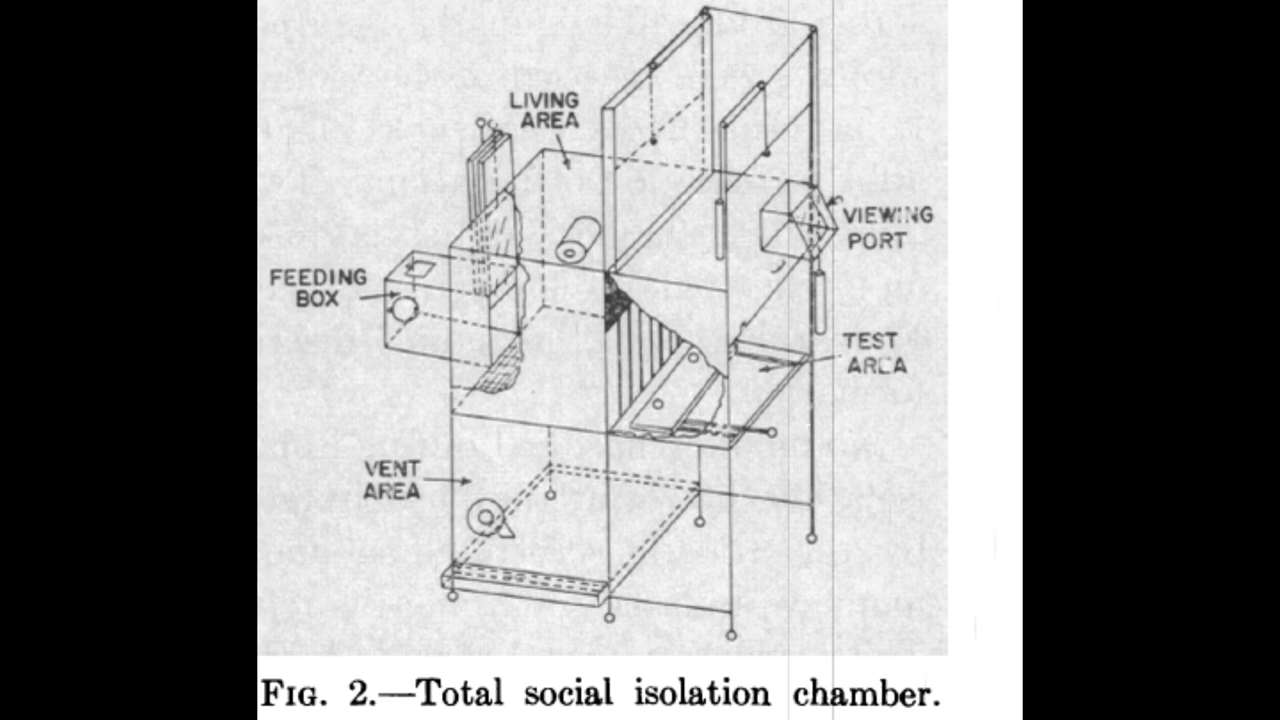 LIVING
AREA
FEEDING
BOX
VIEWING
PORT
TEST
AREA
VENT
AREA
FIG. 2.—Total social isolation chamber.